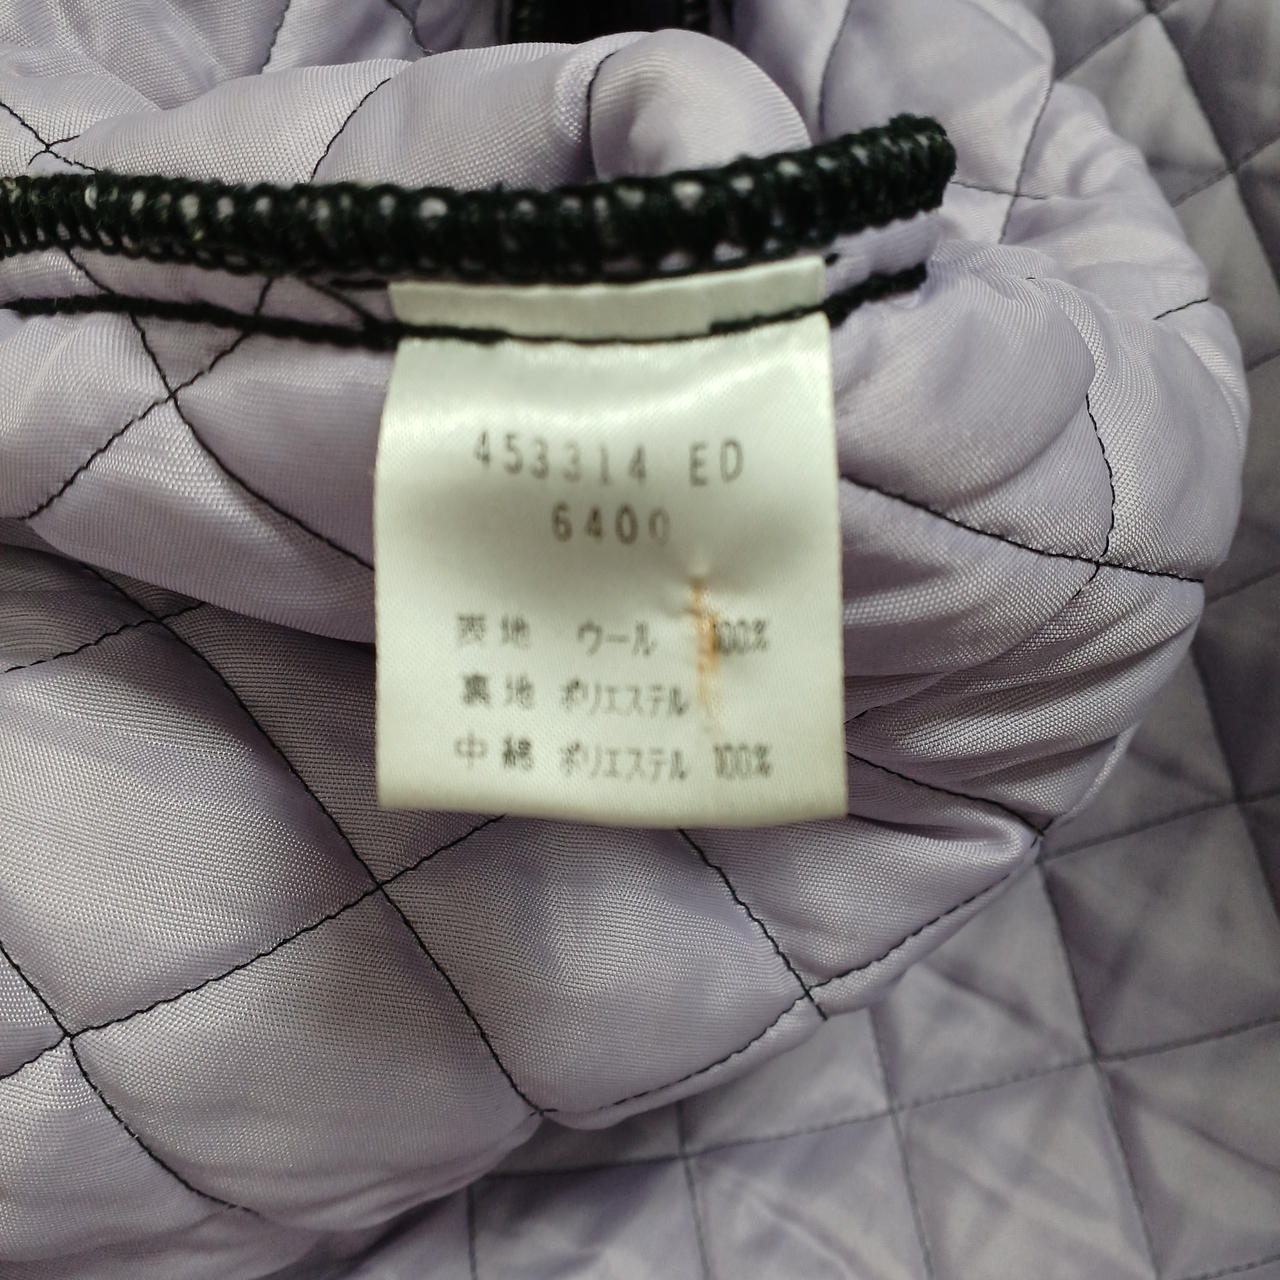 453314 ED
6400
表地 ウール 100%
裏地 ポリエステル
中綿 ポリエステル 100%